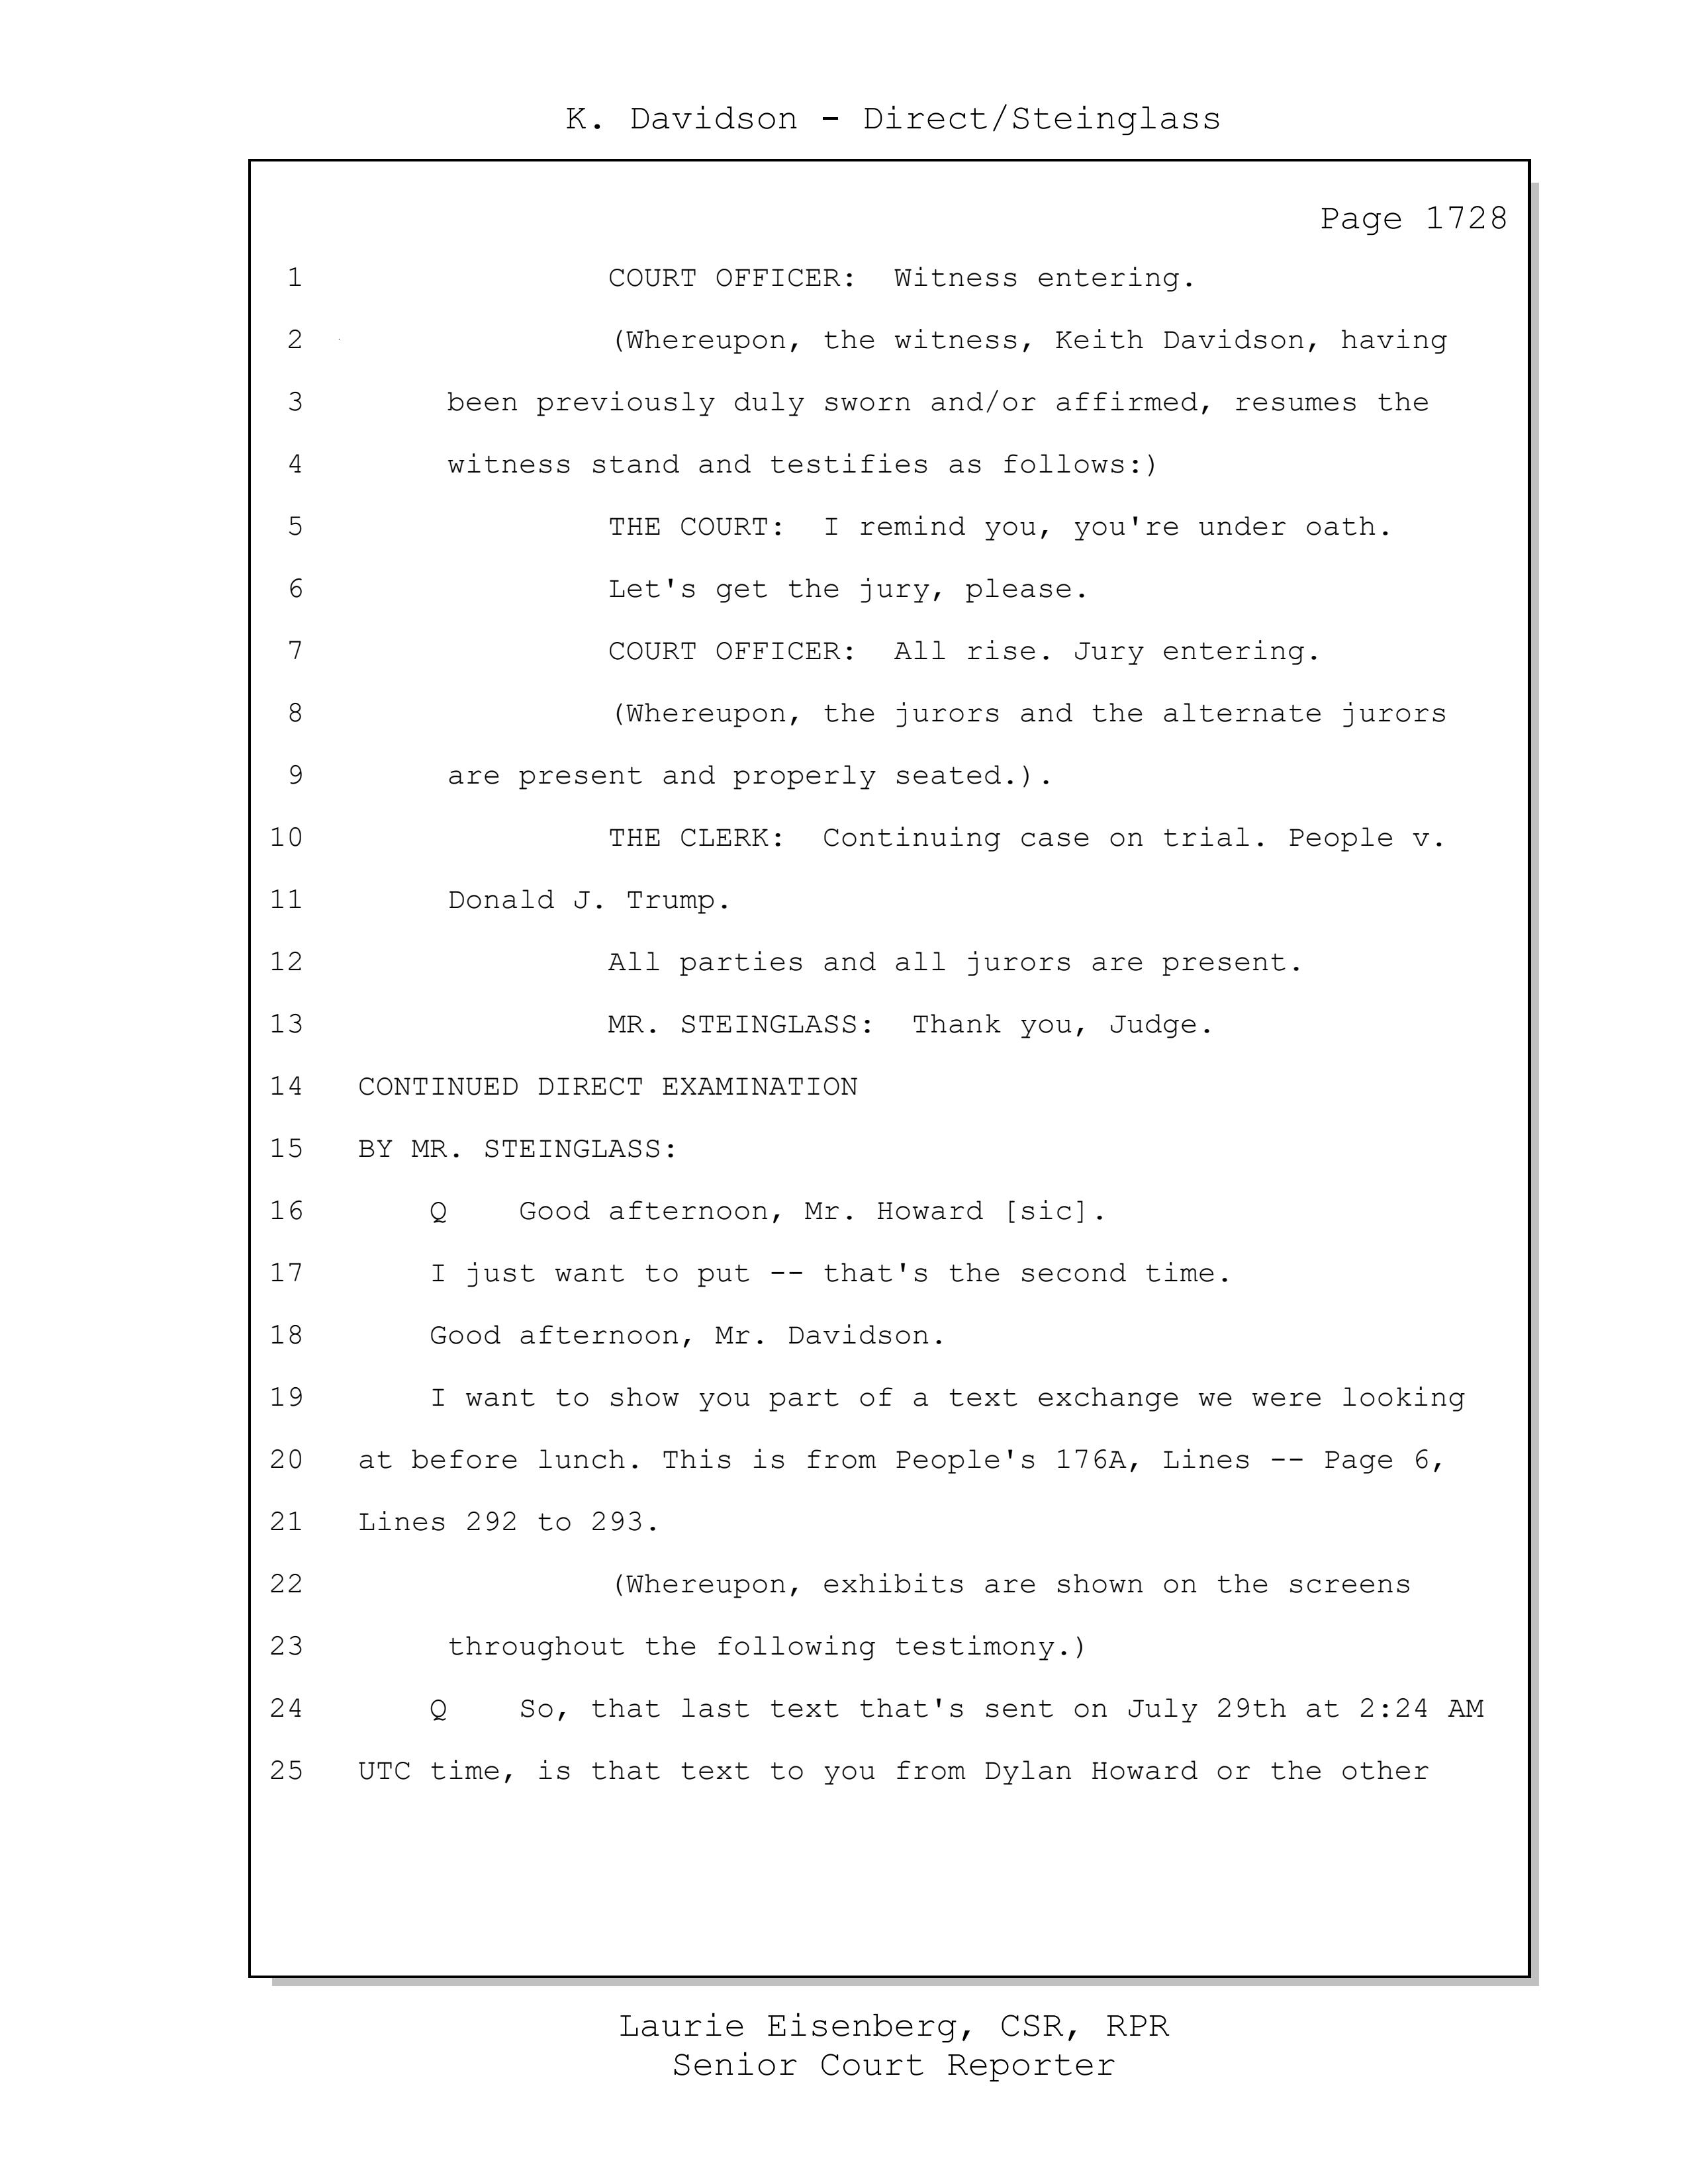 K. Davidson - Direct/Steinglass
Page 1728
1 COURT OFFICER: Witness entering.
2 (Whereupon, the witness, Keith Davidson, having
3 been previously duly sworn and/or affirmed, resumes the
4 witness stand and testifies as follows:)
5 THE COURT: I remind you, you're under oath.
6 Let's get the jury, please.
7 COURT OFFICER: All rise. Jury entering.
8 (Whereupon, the jurors and the alternate jurors
9 are present and properly seated.).
10 THE CLERK: Continuing case on trial. People v.
11 Donald J. Trump.
12 All parties and all jurors are present.
13 MR. STEINGLASS: Thank you, Judge.
14 CONTINUED DIRECT EXAMINATION
15 BY MR. STEINGLASS:
16 Q Good afternoon, Mr. Howard [sic].
17 I just want to put -- that's the second time.
18 Good afternoon, Mr. Davidson.
19 I want to show you part of a text exchange we were looking
20 at before lunch. This is from People's 176A, Lines -- Page 6,
21 Lines 292 to 293.
22 (Whereupon, exhibits are shown on the screens
23 throughout the following testimony.)
24 Q So, that last text that's sent on July 29th at 2:24 AM
25 UTC time, is that text to you from Dylan Howard or the other
Laurie Eisenberg, CSR, RPR
Senior Court Reporter